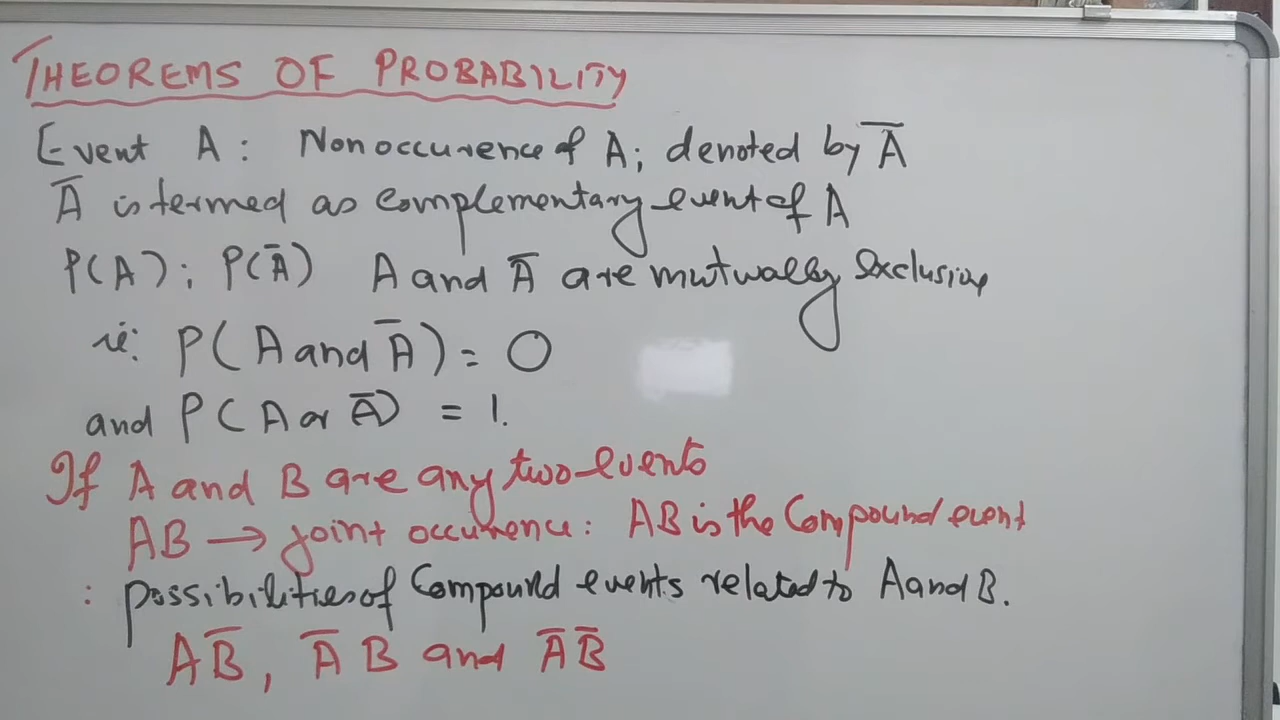 THEOREMS OF PROBABILITY
Event A: Nonoccurence of A; denoted by A̅
A̅ is termed as complementary event of A
P(A); P(A̅) A and A̅ are mutually exclusive
ie: P(A and A̅) = 0
and P(A or A̅) = 1.
If A and B are any two events
AB → joint occurence: AB is the Compound event
: possibilities of Compound events related to A and B.
AB̅, A̅B and A̅B̅